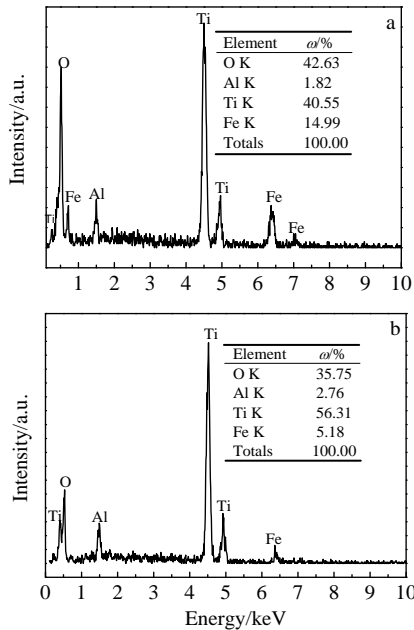 a
Intensity/a.u.
Ti
O
Ti
Fe
Al
Ti
Fe
Fe
Element ω/%
O K 42.63
Al K 1.82
Ti K 40.55
Fe K 14.99
Totals 100.00
1 2 3 4 5 6 7 8 9 10
b
Intensity/a.u.
Ti
O
Ti
Al
Ti
Fe
Element ω/%
O K 35.75
Al K 2.76
Ti K 56.31
Fe K 5.18
Totals 100.00
0 1 2 3 4 5 6 7 8 9 10
Energy/keV